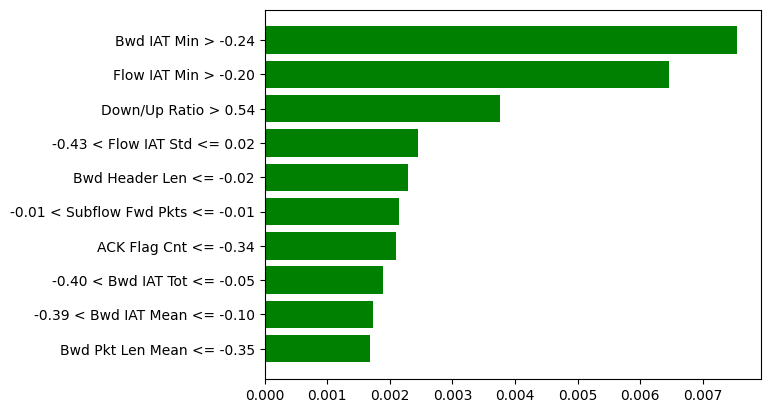 Bwd IAT Min > -0.24
Flow IAT Min > -0.20
Down/Up Ratio > 0.54
-0.43 < Flow IAT Std <= 0.02
Bwd Header Len <= -0.02
-0.01 < Subflow Fwd Pkts <= -0.01
ACK Flag Cnt <= -0.34
-0.40 < Bwd IAT Tot <= -0.05
-0.39 < Bwd IAT Mean <= -0.10
Bwd Pkt Len Mean <= -0.35
0.000 0.001 0.002 0.003 0.004 0.005 0.006 0.007